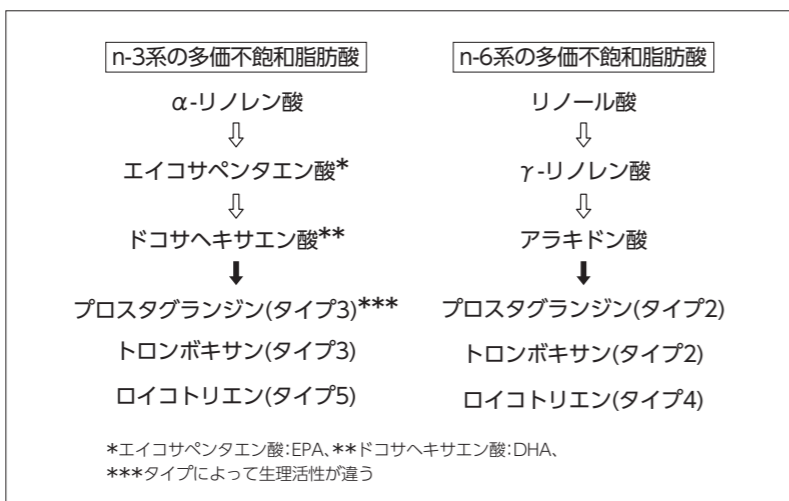 n-3系の多価不飽和脂肪酸
α-リノレン酸
⇩
エイコサペンタエン酸*
⇩
ドコサヘキサエン酸**
⬇
プロスタグランジン(タイプ3)***
トロンボキサン(タイプ3)
ロイコトリエン(タイプ5)
n-6系の多価不飽和脂肪酸
リノール酸
⇩
γ-リノレン酸
⇩
アラキドン酸
⬇
プロスタグランジン(タイプ2)
トロンボキサン(タイプ2)
ロイコトリエン(タイプ4)
*エイコサペンタエン酸:EPA、**ドコサヘキサエン酸:DHA、
***タイプによって生理活性が違う